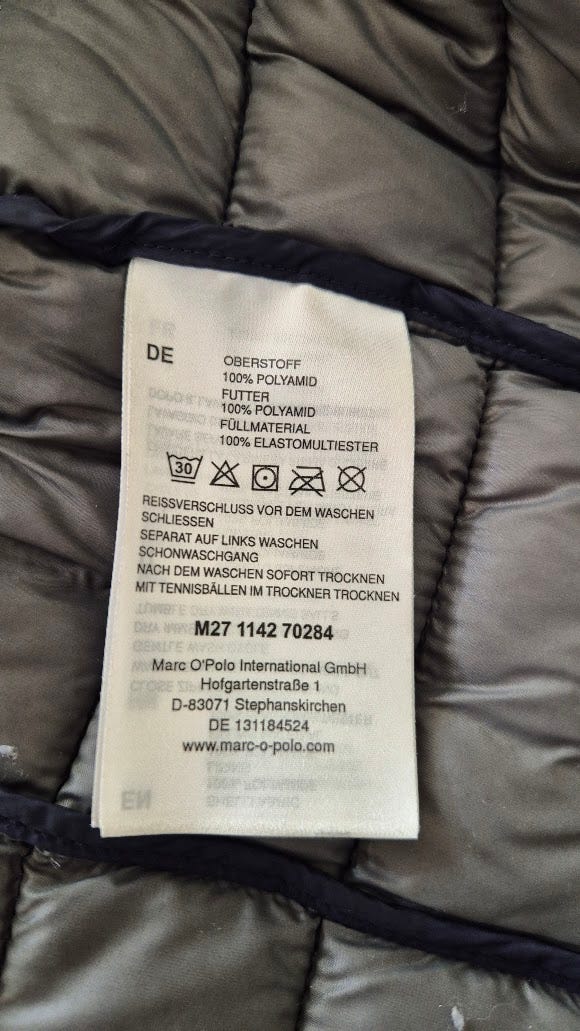 DE
OBERSTOFF
100% POLYAMID
FUTTER
100% POLYAMID
FÜLLMATERIAL
100% ELASTOMULTIESTER
30
REISSVERSCHLUSS VOR DEM WASCHEN
SCHLIESSEN
SEPARAT AUF LINKS WASCHEN
SCHONWASCHGANG
NACH DEM WASCHEN SOFORT TROCKNEN
MIT TENNISBÄLLEN IM TROCKNER TROCKNEN
M27 1142 70284
Marc O'Polo International GmbH
Hofgartenstraße 1
D-83071 Stephanskirchen
DE 131184524
www.marc-o-polo.com
EN